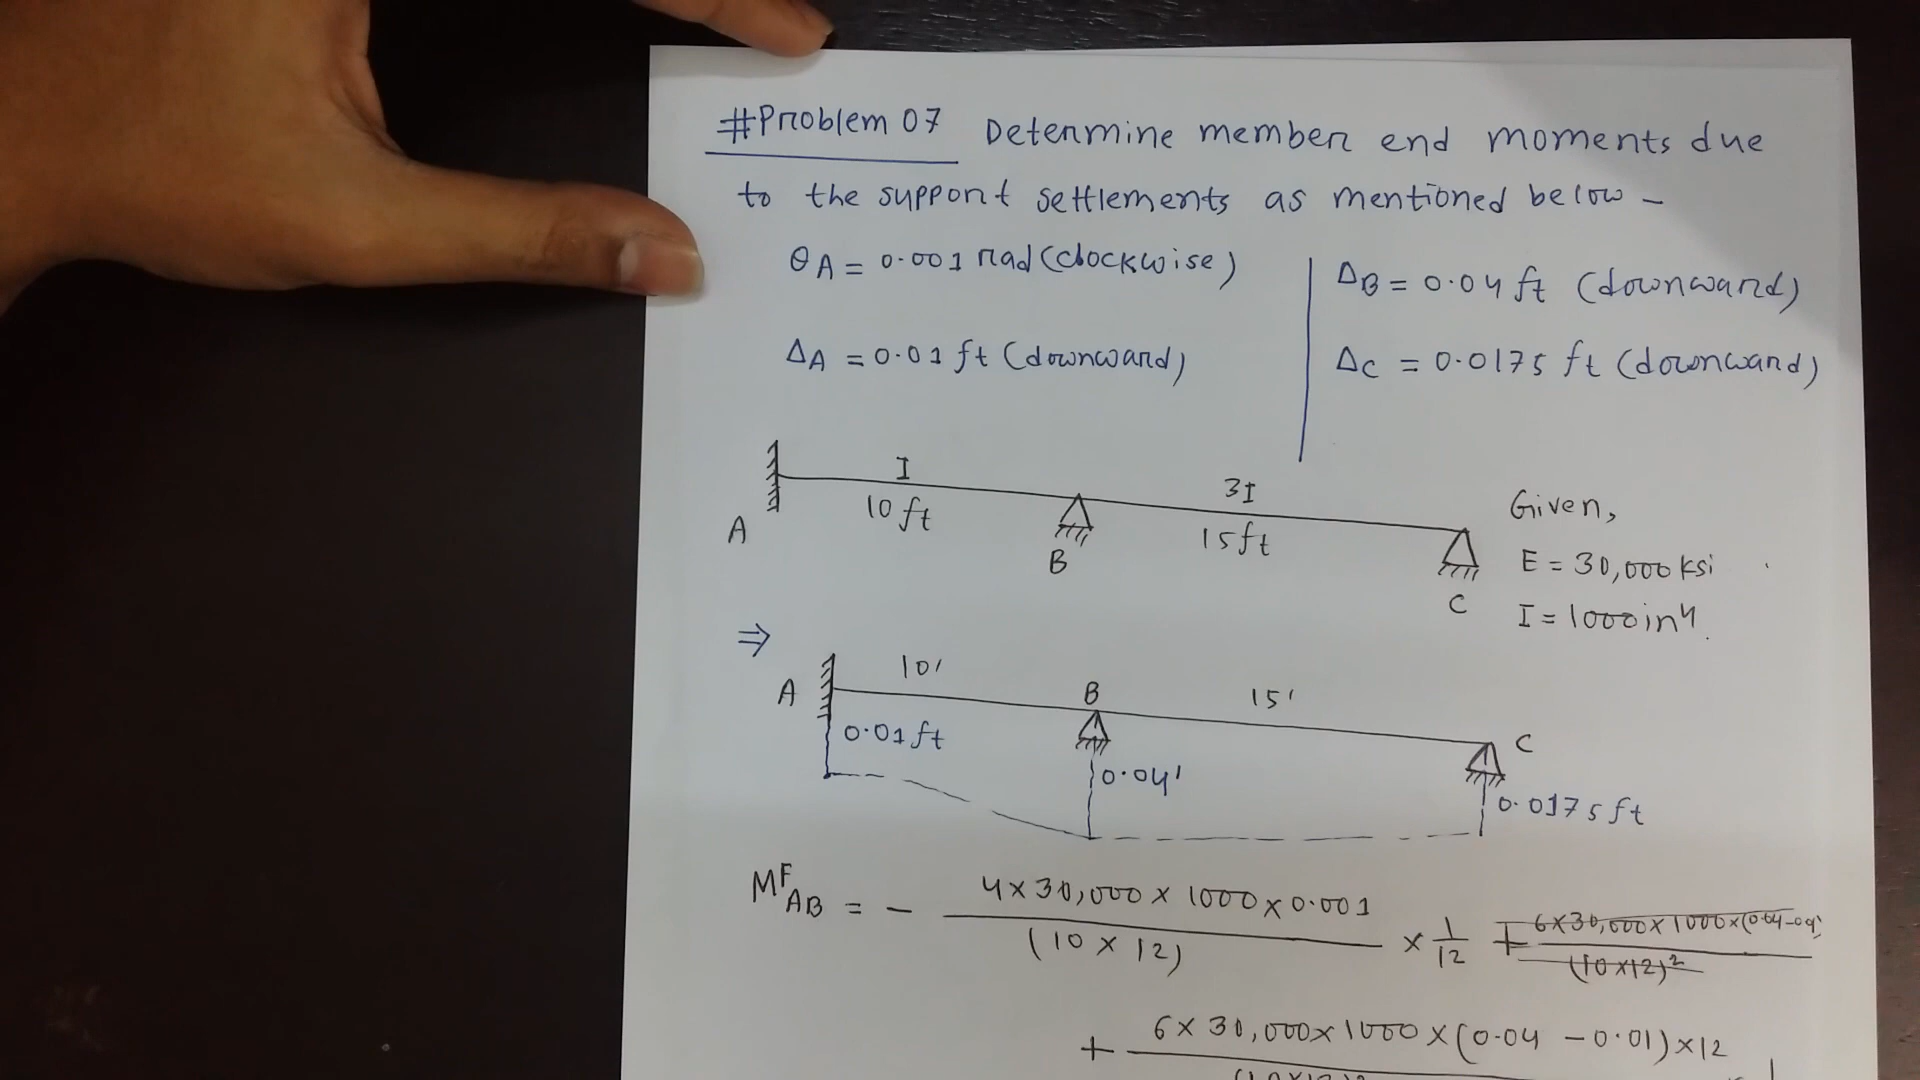 #Problem 07 Determine member end moments due
to the support settlements as mentioned below -
θA = 0.001 rad (clockwise)
ΔA = 0.01 ft (downward)
ΔB = 0.04 ft (downward)
ΔC = 0.0175 ft (downward)
I 3I
10 ft 15 ft
A B C
Given,
E = 30,000 ksi
I = 1000 in4.
⇒
A 10' B 15' C
0.01 ft 0.04' 0.0175 ft
M^F_AB = - (4 x 30,000 x 1000 x 0.001) / (10 x 12) x 1/12 +
+ 6 x 30,000 x 1000 x (0.04 - 0.01) x 12